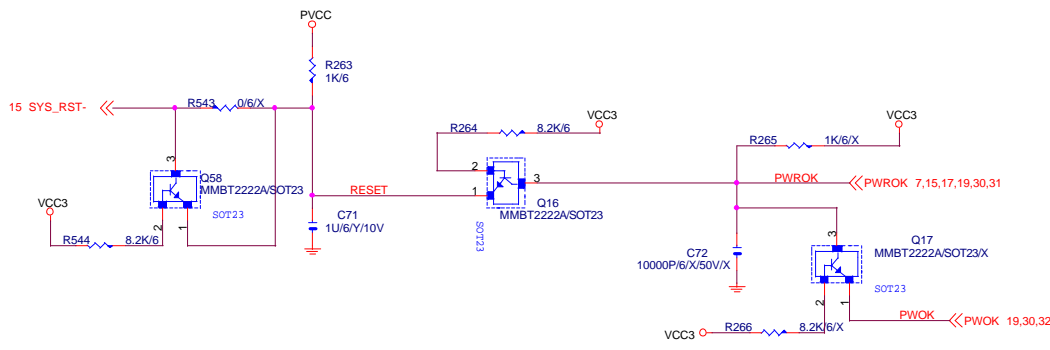 PVCC
R263
1K/6
15 SYS_RST-
R543
0/6/X
3
Q58
MMBT2222A/SOT23
SOT23
2
1
VCC3
R544
8.2K/6
RESET
C71
1U/6/Y/10V
R264
8.2K/6
VCC3
2
1
3
Q16
MMBT2222A/SOT23
SOT23
R265
1K/6/X
VCC3
PWROK
PWROK 7,15,17,19,30,31
C72
10000P/6/X/50V/X
3
Q17
MMBT2222A/SOT23/X
SOT23
2
1
VCC3
R266
8.2K/6/X
PWOK
PWOK 19,30,32